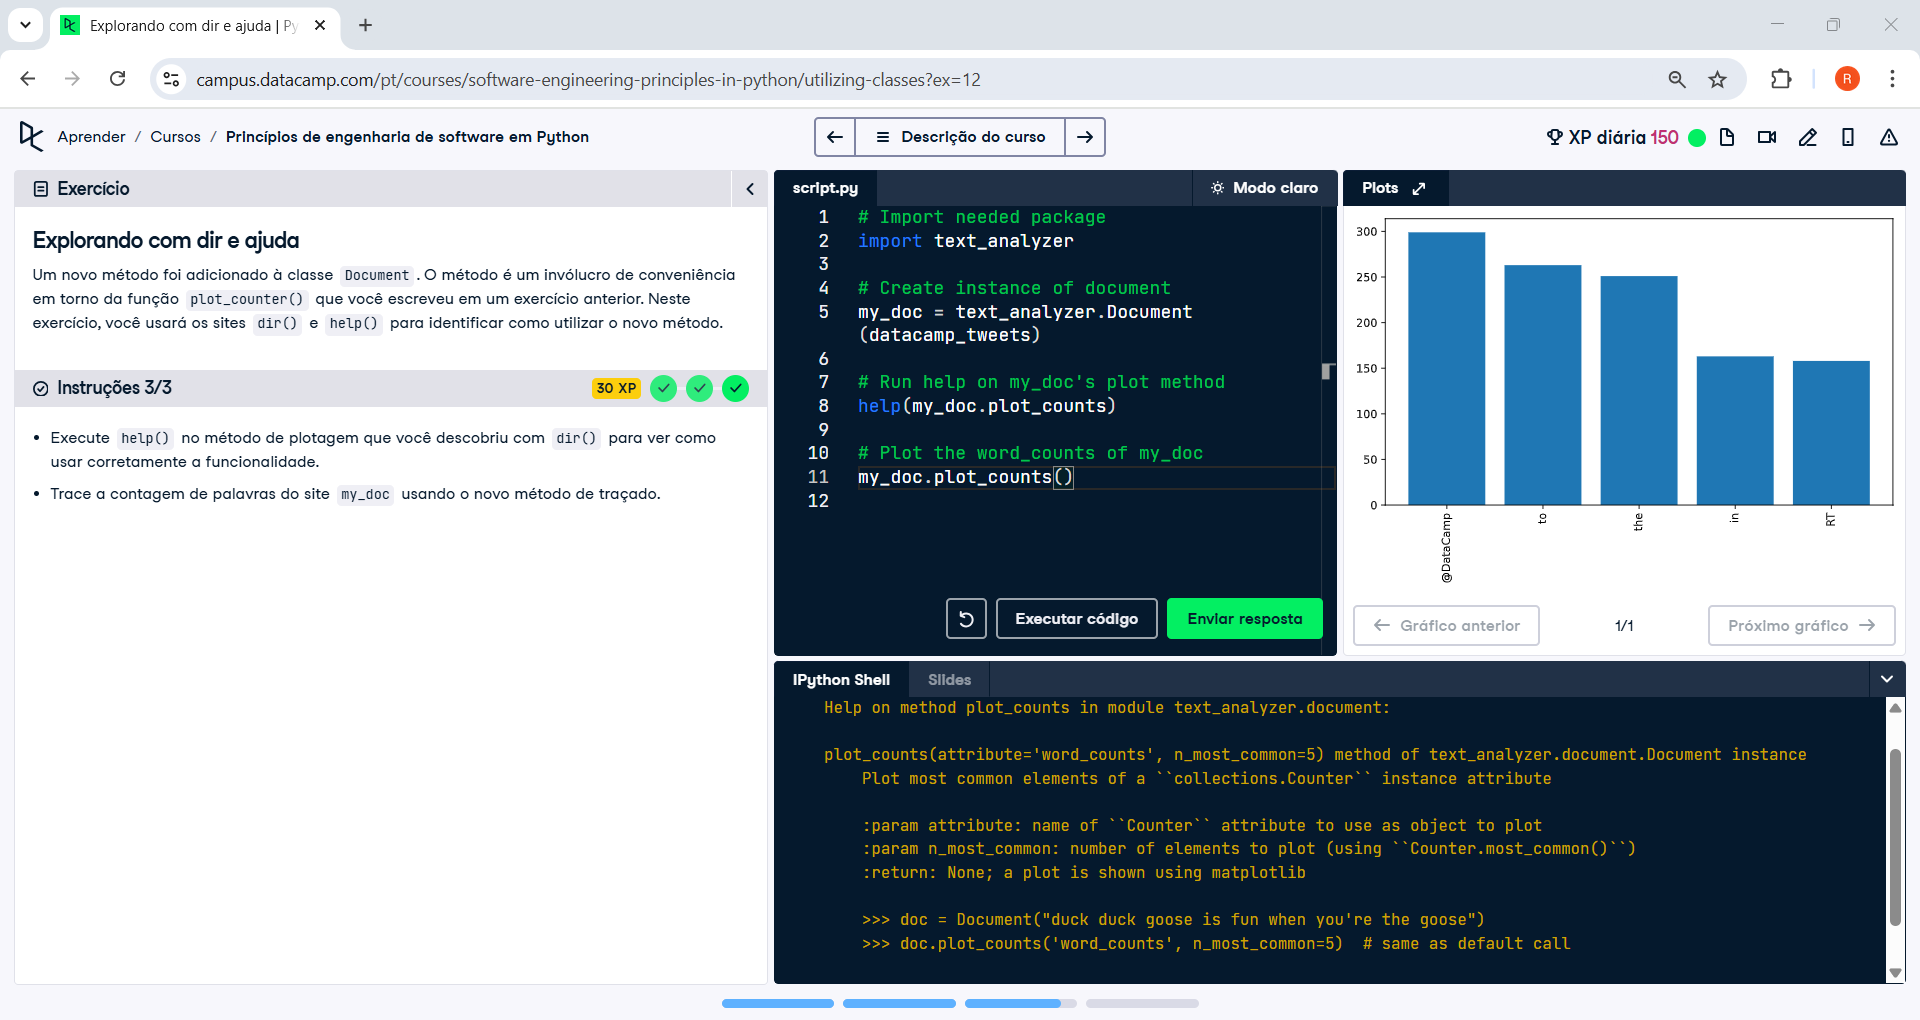 Explorando com dir e ajuda | Py
campus.datacamp.com/pt/courses/software-engineering-principles-in-python/utilizing-classes?ex=12
R
Aprender / Cursos / Princípios de engenharia de software em Python
Descrição do curso
XP diária 150
Exercício
Explorando com dir e ajuda
Um novo método foi adicionado à classe Document. O método é um invólucro de conveniência
em torno da função plot_counter() que você escreveu em um exercício anterior. Neste
exercício, você usará os sites dir() e help() para identificar como utilizar o novo método.
Instruções 3/3
30 XP
• Execute help() no método de plotagem que você descobriu com dir() para ver como
usar corretamente a funcionalidade.
• Trace a contagem de palavras do site my_doc usando o novo método de traçado.
script.py
Modo claro
1 # Import needed package
2 import text_analyzer
3
4 # Create instance of document
5 my_doc = text_analyzer.Document
(datacamp_tweets)
6
7 # Run help on my_doc's plot method
8 help(my_doc.plot_counts)
9
10 # Plot the word_counts of my_doc
11 my_doc.plot_counts()
12
Executar código
Enviar resposta
Plots
300
250
200
150
100
50
0
@DataCamp
to
the
in
RT
Gráfico anterior
1/1
Próximo gráfico
IPython Shell
Slides
Help on method plot_counts in module text_analyzer.document:
plot_counts(attribute='word_counts', n_most_common=5) method of text_analyzer.document.Document instance
Plot most common elements of a ``collections.Counter`` instance attribute
:param attribute: name of ``Counter`` attribute to use as object to plot
:param n_most_common: number of elements to plot (using ``Counter.most_common()``)
:return: None; a plot is shown using matplotlib
>>> doc = Document("duck duck goose is fun when you're the goose")
>>> doc.plot_counts('word_counts', n_most_common=5)  # same as default call